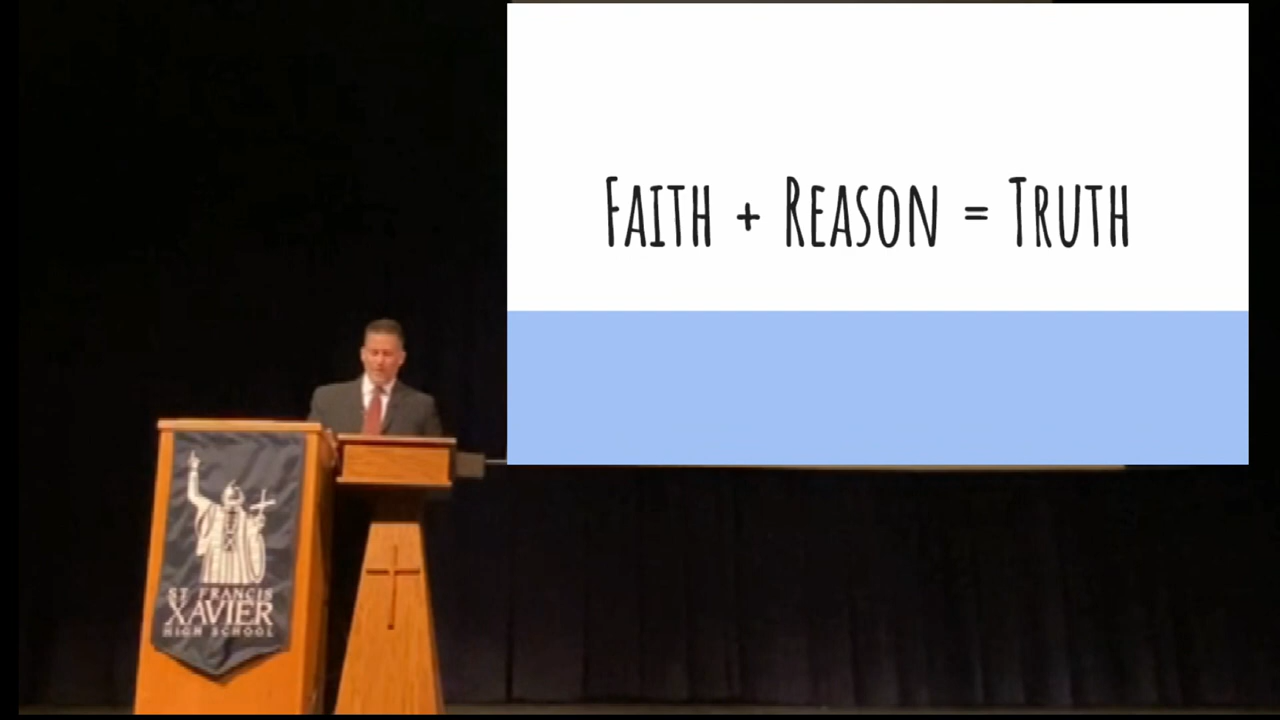 FAITH + REASON = TRUTH
ST FRANCIS
XAVIER
HIGH SCHOOL